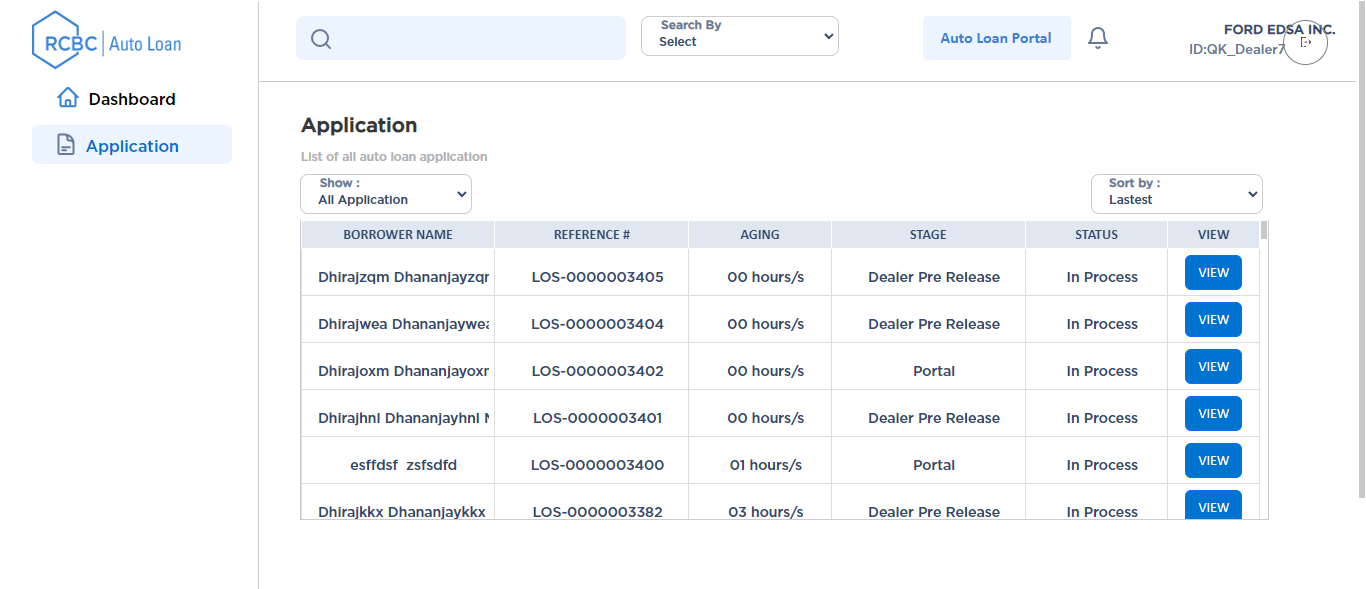 RCBC | Auto Loan
Dashboard
Application
Search By
Select
Auto Loan Portal
FORD EDSA INC.
ID:QK_Dealer7
Application
List of all auto loan application
Show :
All Application
Sort by :
Lastest
BORROWER NAME REFERENCE # AGING STAGE STATUS VIEW
Dhirajzqm Dhananjayzqr LOS-0000003405 00 hours/s Dealer Pre Release In Process VIEW
Dhirajwea Dhananjaywea LOS-0000003404 00 hours/s Dealer Pre Release In Process VIEW
Dhirajoxm Dhananjayoxr LOS-0000003402 00 hours/s Portal In Process VIEW
Dhirajhnl Dhananjayhnl LOS-0000003401 00 hours/s Dealer Pre Release In Process VIEW
esffdsf zsfsdfd LOS-0000003400 01 hours/s Portal In Process VIEW
Dhirajkkx Dhananjaykkx LOS-0000003382 03 hours/s Dealer Pre Release In Process VIEW